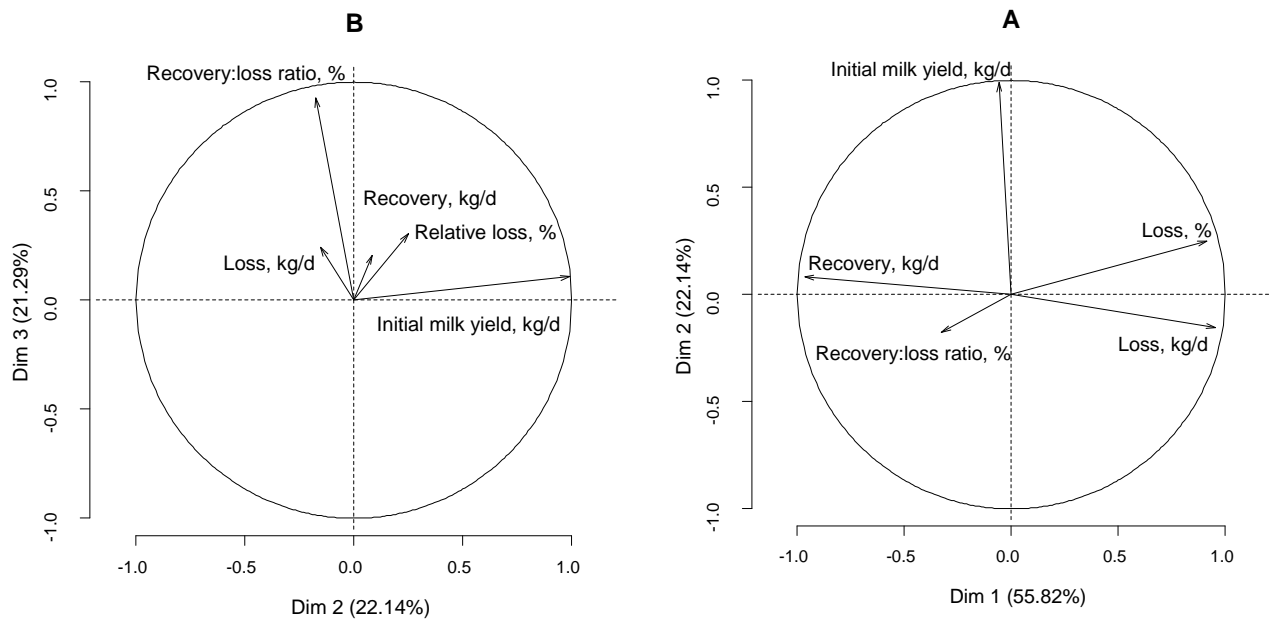 B
Recovery:loss ratio, %
Recovery, kg/d
Relative loss, %
Loss, kg/d
Initial milk yield, kg/d
1.0
0.5
0.0
-0.5
-1.0
Dim 3 (21.29%)
-1.0 -0.5 0.0 0.5 1.0
Dim 2 (22.14%)
A
Initial milk yield, kg/d
Loss, %
Recovery, kg/d
Recovery:loss ratio, %
Loss, kg/d
1.0
0.5
0.0
-0.5
-1.0
Dim 2 (22.14%)
-1.0 -0.5 0.0 0.5 1.0
Dim 1 (55.82%)